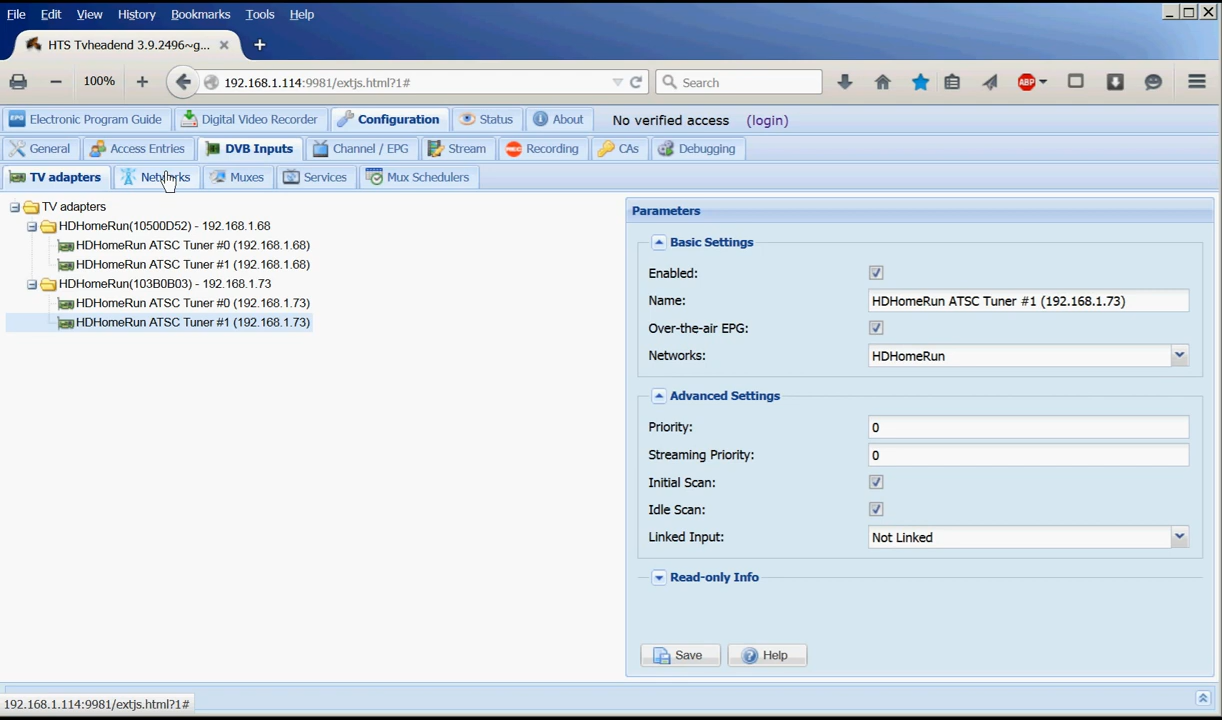 File Edit View History Bookmarks Tools Help
HTS Tvheadend 3.9.2496~g...
100% 192.168.1.114:9981/extjs.html?1# Search ABP
EPG Electronic Program Guide Digital Video Recorder Configuration Status About No verified access (login)
General Access Entries DVB Inputs Channel / EPG Stream REC Recording CAs Debugging
TV adapters Networks Muxes Services Mux Schedulers
TV adapters
HDHomeRun(10500D52) - 192.168.1.68
HDHomeRun ATSC Tuner #0 (192.168.1.68)
HDHomeRun ATSC Tuner #1 (192.168.1.68)
HDHomeRun(103B0B03) - 192.168.1.73
HDHomeRun ATSC Tuner #0 (192.168.1.73)
HDHomeRun ATSC Tuner #1 (192.168.1.73)
Parameters
Basic Settings
Enabled:
Name: HDHomeRun ATSC Tuner #1 (192.168.1.73)
Over-the-air EPG:
Networks: HDHomeRun
Advanced Settings
Priority: 0
Streaming Priority: 0
Initial Scan:
Idle Scan:
Linked Input: Not Linked
Read-only Info
Save Help
192.168.1.114:9981/extjs.html?1#